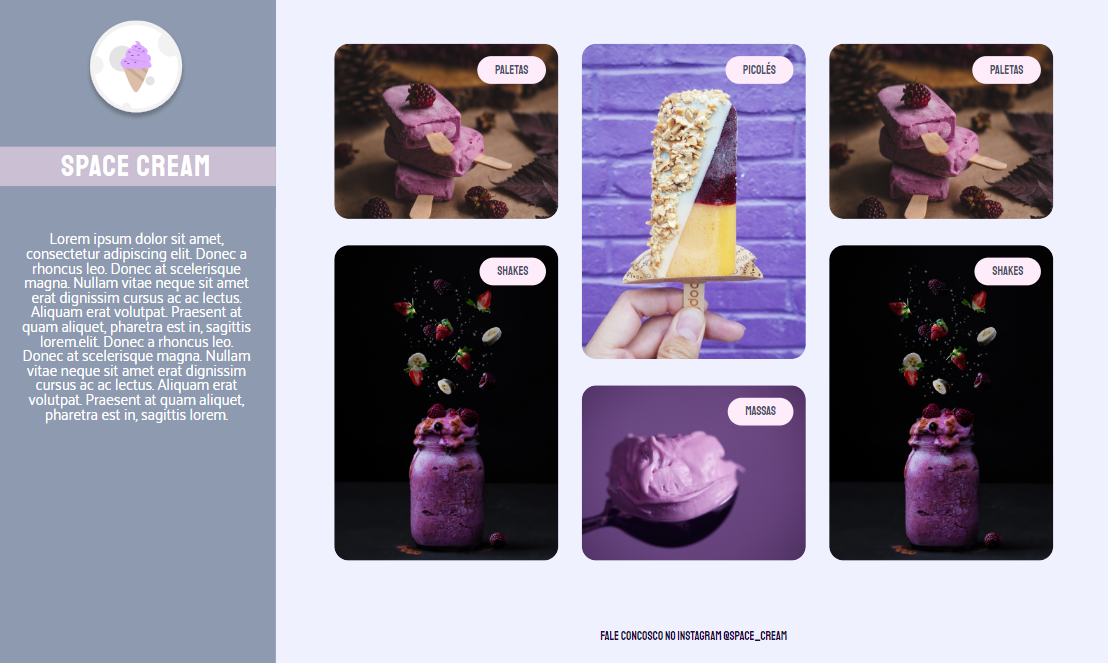 SPACE CREAM
Lorem ipsum dolor sit amet,
consectetur adipiscing elit. Donec a
rhoncus leo. Donec at scelerisque
magna. Nullam vitae neque sit amet
erat dignissim cursus ac ac lectus.
Aliquam erat volutpat. Praesent at
quam aliquet, pharetra est in, sagittis
lorem.elit. Donec a rhoncus leo.
Donec at scelerisque magna. Nullam
vitae neque sit amet erat dignissim
cursus ac ac lectus. Aliquam erat
volutpat. Praesent at quam aliquet,
pharetra est in, sagittis lorem.
PALETAS
PICOLÉS
PALETAS
SHAKES
SHAKES
MASSAS
FALE CONCOSCO NO INSTAGRAM @SPACE_CREAM